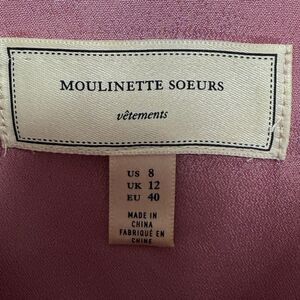 MOULINETTE SOEURS
vêtements
US 8
UK 12
EU 40
MADE IN
CHINA
FABRIQUÉ EN
CHINE